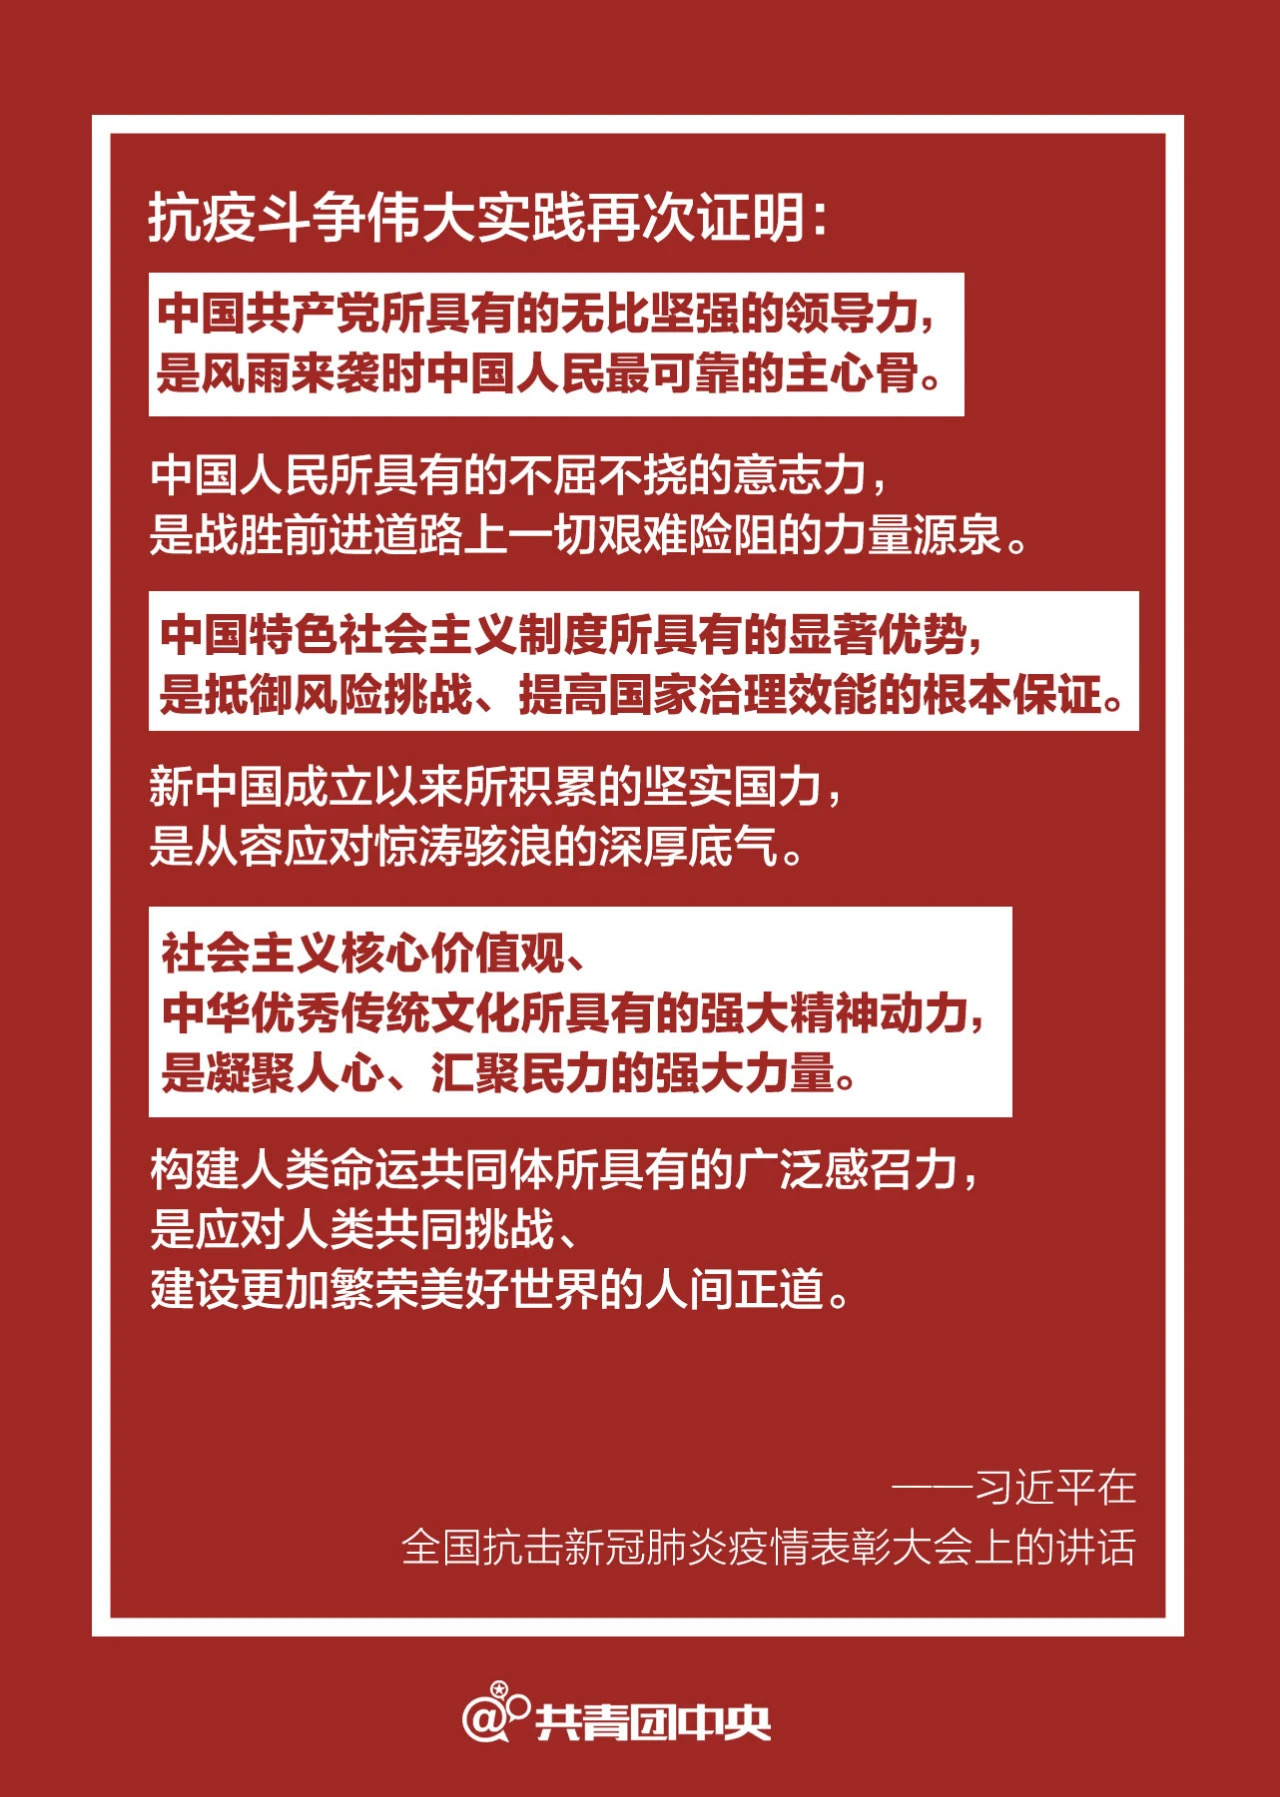 抗疫斗争伟大实践再次证明：
中国共产党所具有的无比坚强的领导力，
是风雨来袭时中国人民最可靠的主心骨。
中国人民所具有的不屈不挠的意志力，
是战胜前进道路上一切艰难险阻的力量源泉。
中国特色社会主义制度所具有的显著优势，
是抵御风险挑战、提高国家治理效能的根本保证。
新中国成立以来所积累的坚实国力，
是从容应对惊涛骇浪的深厚底气。
社会主义核心价值观、
中华优秀传统文化所具有的强大精神动力，
是凝聚人心、汇聚民力的强大力量。
构建人类命运共同体所具有的广泛感召力，
是应对人类共同挑战、
建设更加繁荣美好世界的人间正道。
——习近平在
全国抗击新冠肺炎疫情表彰大会上的讲话
@共青团中央